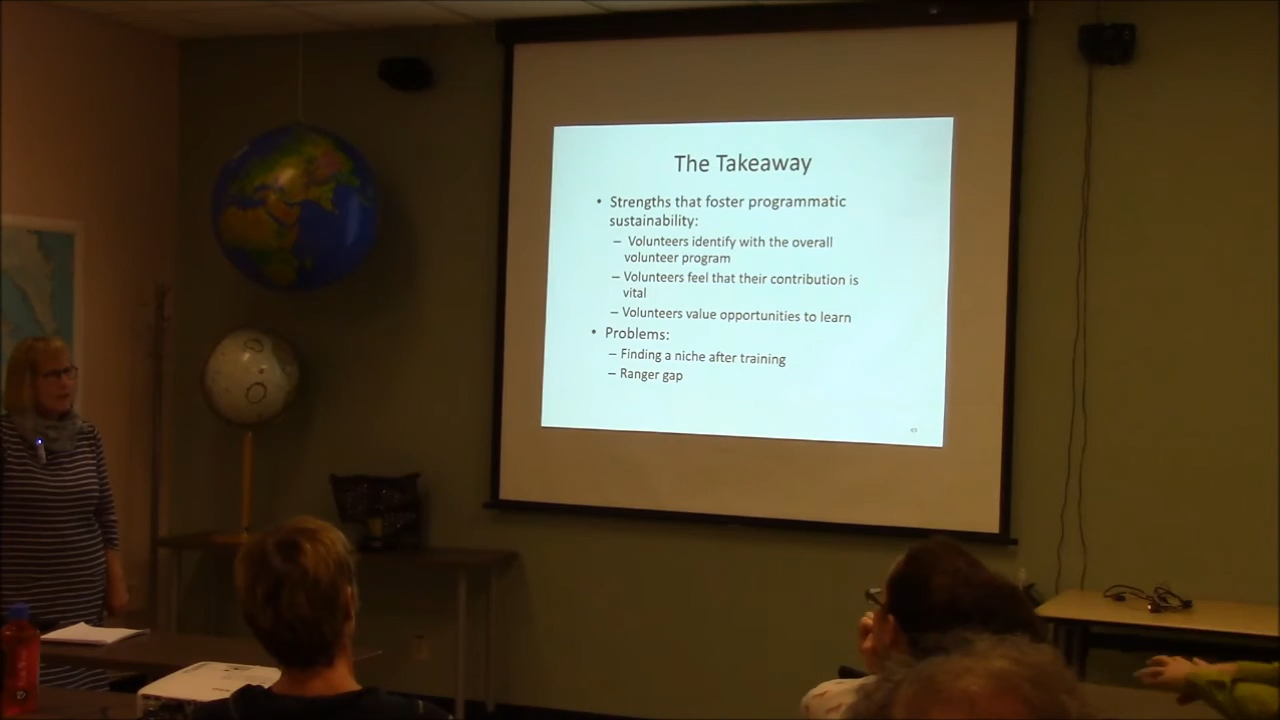 The Takeaway
• Strengths that foster programmatic
sustainability:
– Volunteers identify with the overall
volunteer program
– Volunteers feel that their contribution is
vital
– Volunteers value opportunities to learn
• Problems:
– Finding a niche after training
– Ranger gap